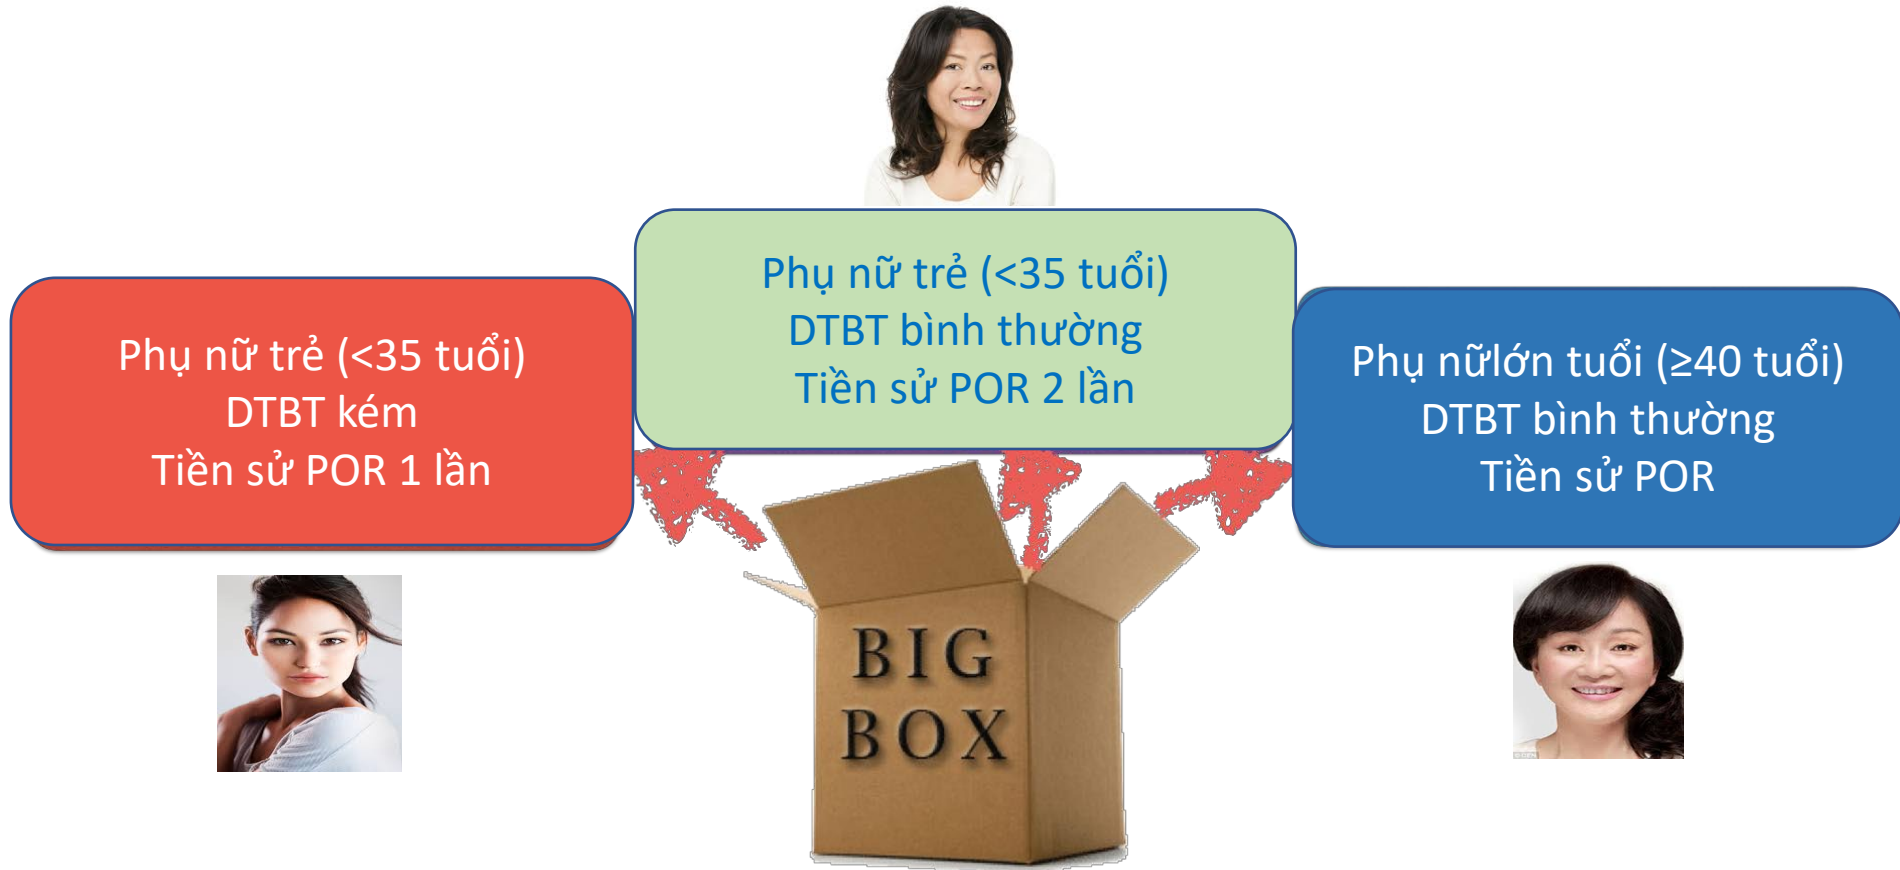 Phụ nữ trẻ (<35 tuổi)
DTBT kém
Tiền sử POR 1 lần
Phụ nữ trẻ (<35 tuổi)
DTBT bình thường
Tiền sử POR 2 lần
Phụ nữlớn tuổi (≥40 tuổi)
DTBT bình thường
Tiền sử POR
BIG
BOX